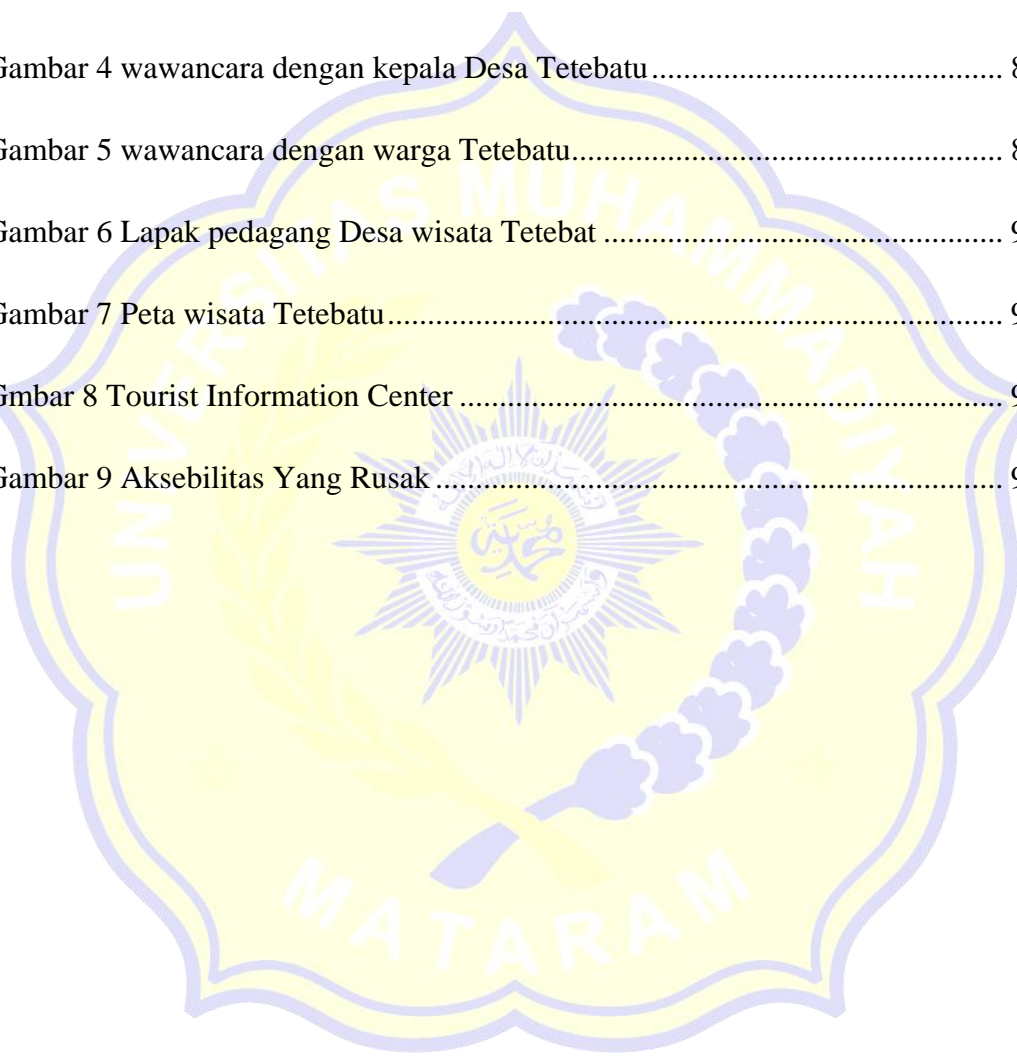 Gambar 4 wawancara dengan kepala Desa Tetebatu........................................ 8
Gambar 5 wawancara dengan warga Tetebatu................................................ 8
Gambar 6 Lapak pedagang Desa wisata Tetebat ............................................. 9
Gambar 7 Peta wisata Tetebatu.................................................................... 9
Gmbar 8 Tourist Information Center ............................................................ 9
Gambar 9 Aksebilitas Yang Rusak ............................................................... 9
UNIVERSITAS MUHAMMADIYAH
MATARAM